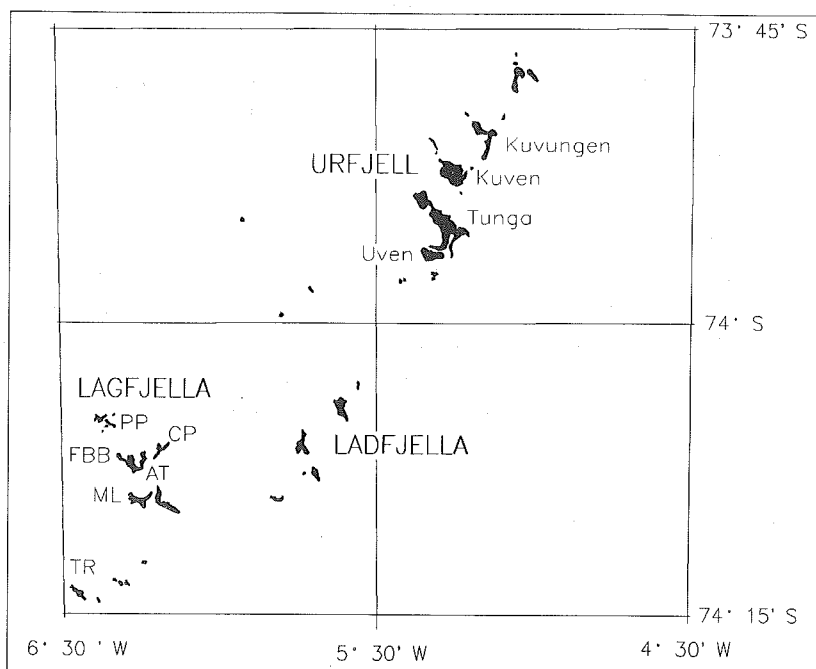 73° 45' S
Kuvungen
URFJELL
Kuven
Tunga
Uven
74° S
LAGFJELLA
PP
CP
LADFJELLA
FBB
AT
ML
TR
74° 15' S
6° 30' W
5° 30' W
4° 30' W